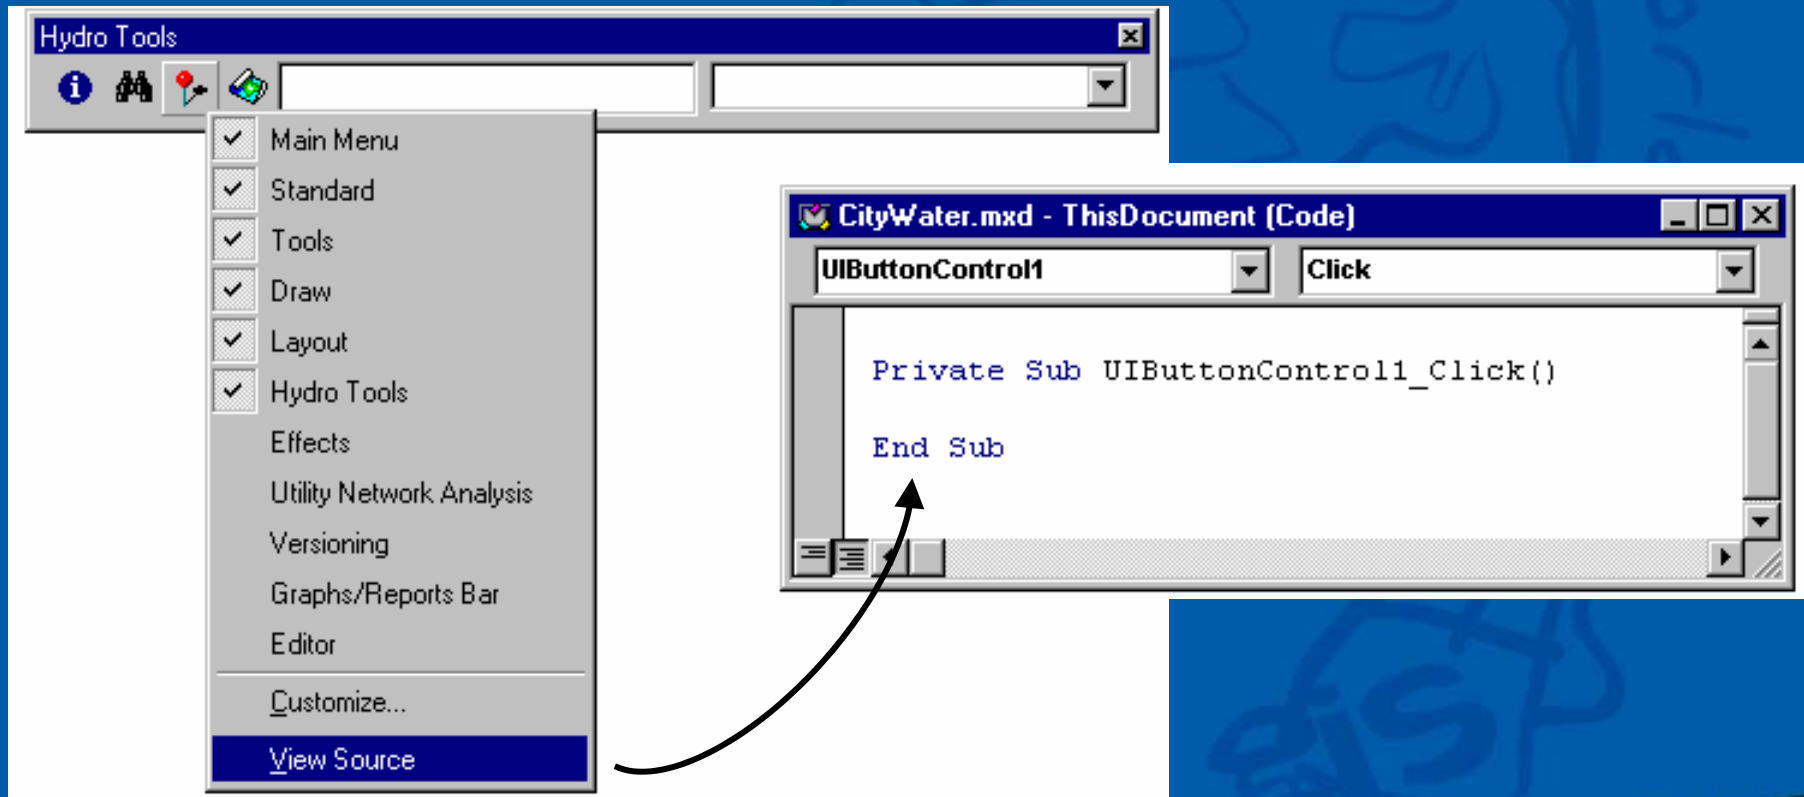 Hydro Tools
Main Menu
Standard
Tools
Draw
Layout
Hydro Tools
Effects
Utility Network Analysis
Versioning
Graphs/Reports Bar
Editor
Customize...
View Source
CityWater.mxd - ThisDocument (Code)
UIButtonControl1
Click
Private Sub UIButtonControl1_Click()
End Sub